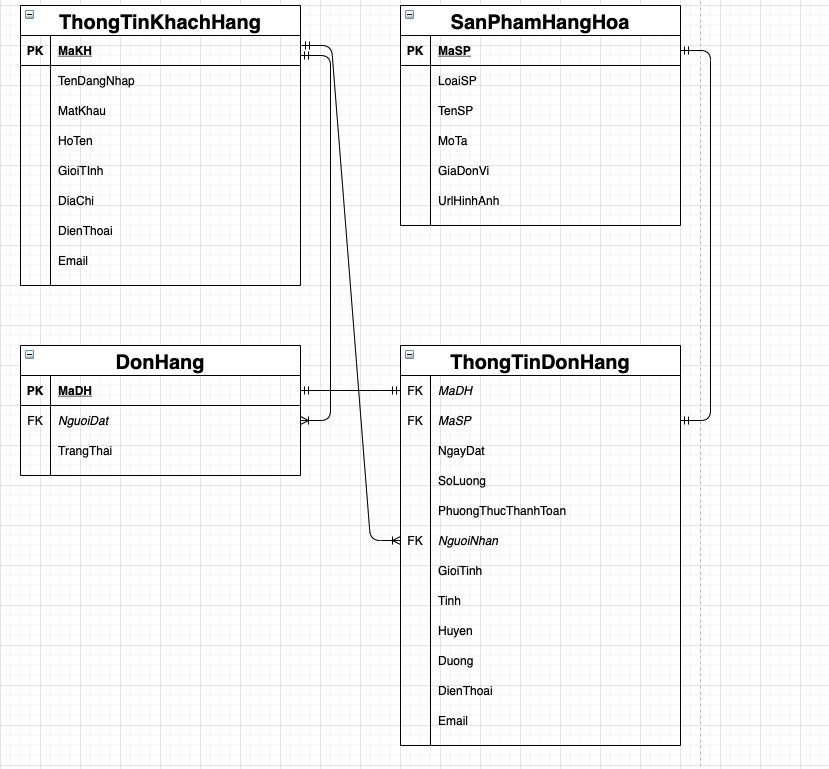 ThongTinKhachHang
PK MaKH
TenDangNhap
MatKhau
HoTen
GioiTInh
DiaChi
DienThoai
Email
SanPhamHangHoa
PK MaSP
LoaiSP
TenSP
MoTa
GiaDonVi
UrlHinhAnh
DonHang
PK MaDH
FK NguoiDat
TrangThai
ThongTinDonHang
FK MaDH
FK MaSP
NgayDat
SoLuong
PhuongThucThanhToan
FK NguoiNhan
GioiTinh
Tinh
Huyen
Duong
DienThoai
Email